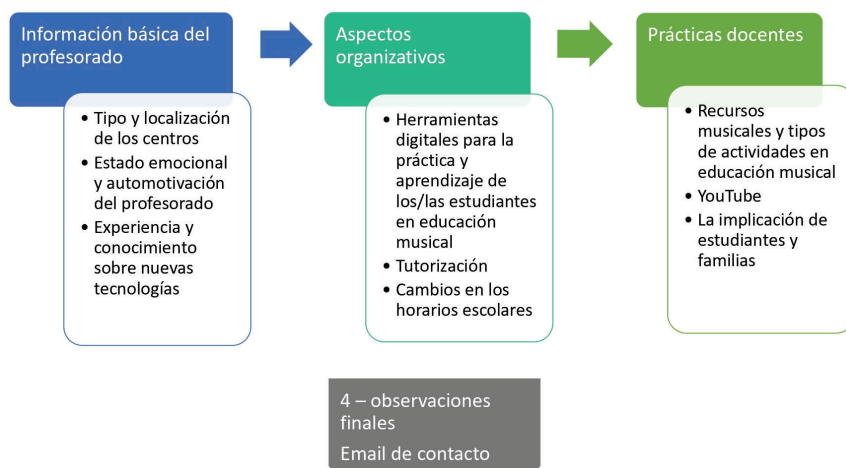 Información básica del
profesorado
• Tipo y localización
de los centros
• Estado emocional
y automotivación
del profesorado
• Experiencia y
conocimiento
sobre nuevas
tecnologías
Aspectos
organizativos
• Herramientas
digitales para la
práctica y
aprendizaje de
los/las estudiantes
en educación
musical
• Tutorización
• Cambios en los
horarios escolares
Prácticas docentes
• Recursos
musicales y tipos
de actividades en
educación musical
• YouTube
• La implicación de
estudiantes y
familias
4 – observaciones
finales
Email de contacto